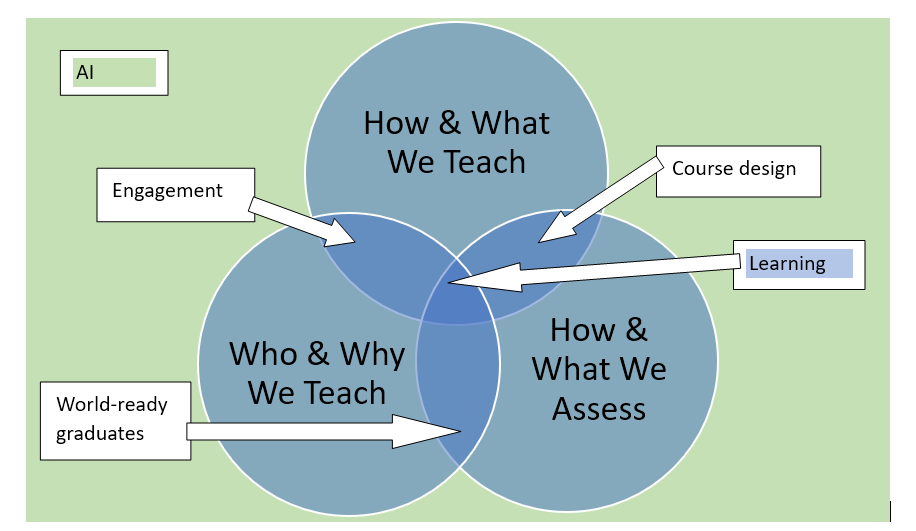 AI
How & What
We Teach
Engagement
Course design
Learning
Who & Why
We Teach
How &
What We
Assess
World-ready
graduates